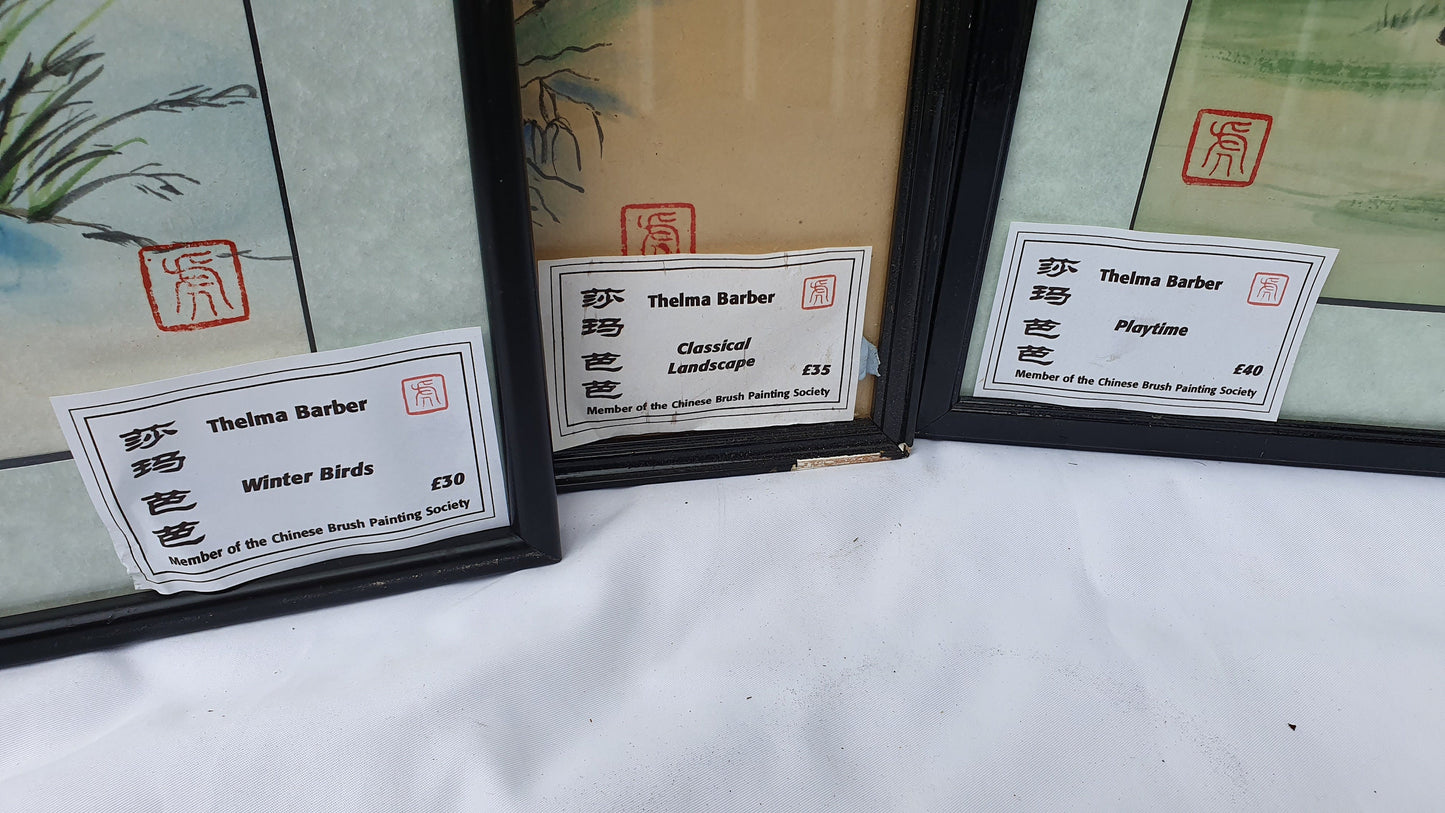 莎玛芭芭
Thelma Barber
Winter Birds
£30
Member of the Chinese Brush Painting Society
莎玛芭芭
Thelma Barber
Classical
Landscape
£35
Member of the Chinese Brush Painting Society
莎玛芭芭
Thelma Barber
Playtime
£40
Member of the Chinese Brush Painting Society